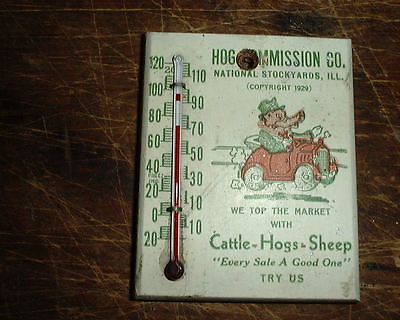 HOG COMMISSION CO.
NATIONAL STOCKYARDS, ILL.
(COPYRIGHT 1929)
120
110
100
90
80
70
60
50
40
30
20
10
0
10
20
WE TOP THE MARKET
WITH
Cattle - Hogs - Sheep
"Every Sale A Good One"
TRY US